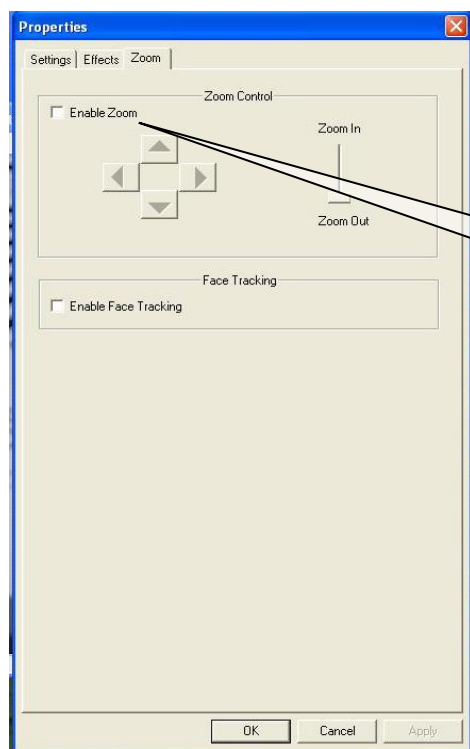 Properties
Settings Effects Zoom
Zoom Control
Enable Zoom
Zoom In
Zoom Out
Face Tracking
Enable Face Tracking
OK Cancel Apply